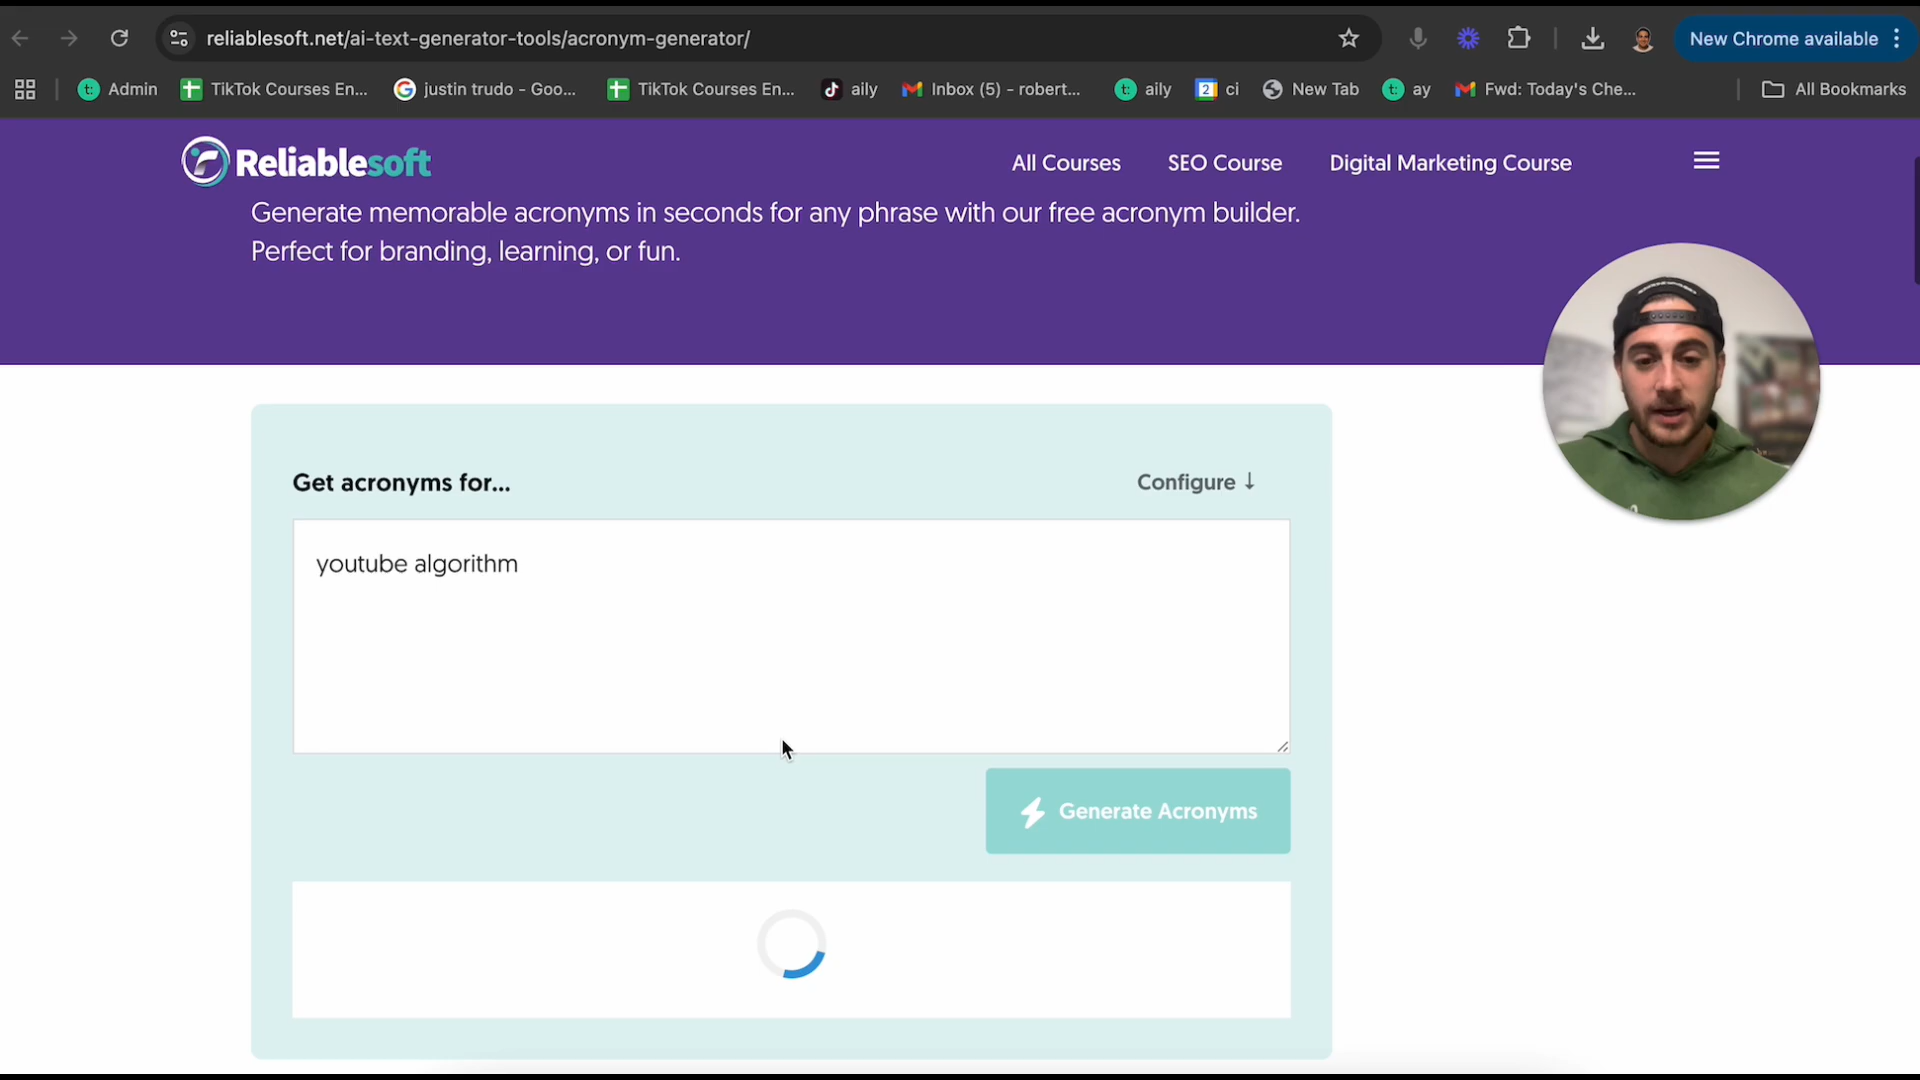 reliablesoft.net/ai-text-generator-tools/acronym-generator/
New Chrome available
Admin
TikTok Courses En...
justin trudo - Goo...
TikTok Courses En...
aily
Inbox (5) - robert...
aily
2 ci
New Tab
ay
Fwd: Today's Che...
All Bookmarks
Reliablesoft
All Courses
SEO Course
Digital Marketing Course
Generate memorable acronyms in seconds for any phrase with our free acronym builder.
Perfect for branding, learning, or fun.
Get acronyms for...
Configure ↓
youtube algorithm
Generate Acronyms